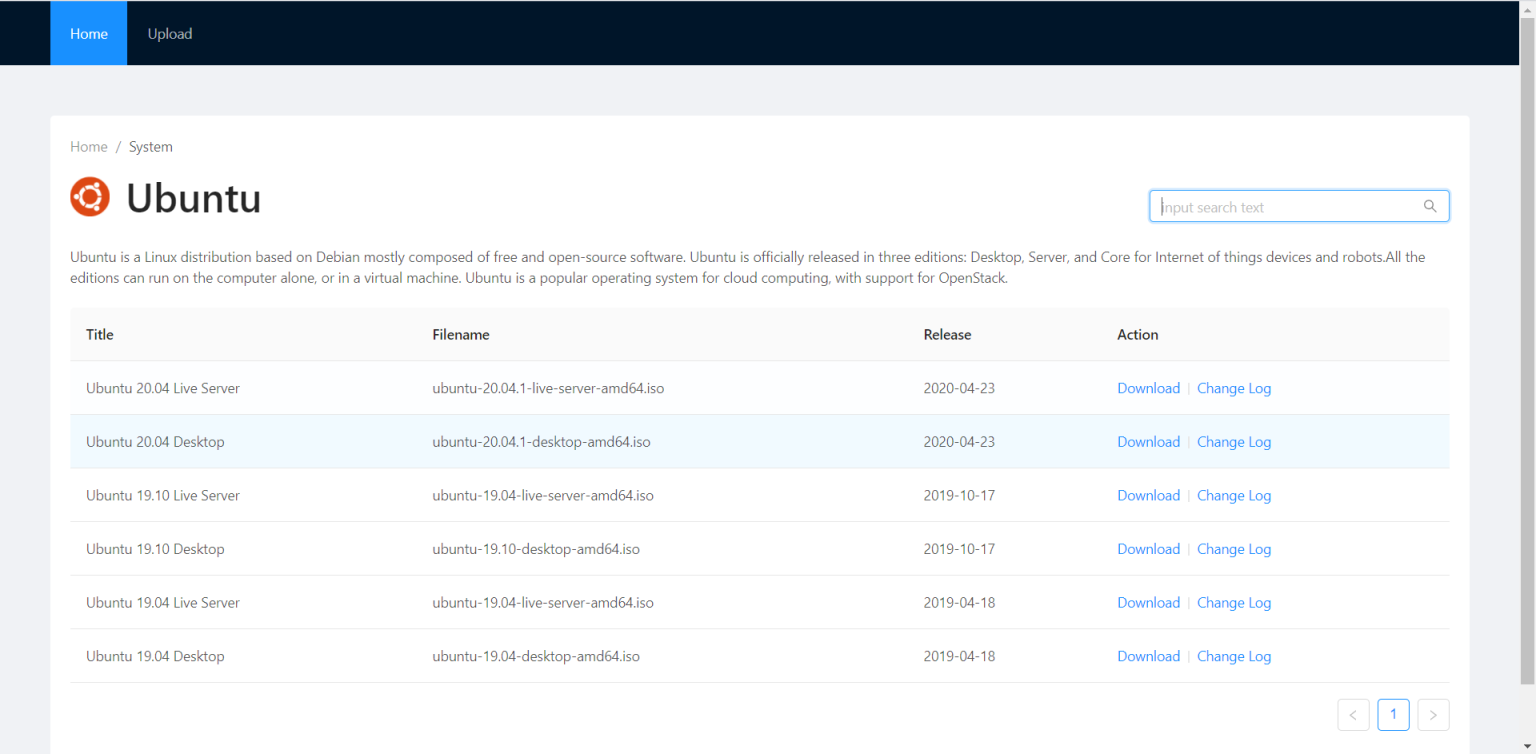 Home Upload
Home / System
Ubuntu
input search text
Ubuntu is a Linux distribution based on Debian mostly composed of free and open-source software. Ubuntu is officially released in three editions: Desktop, Server, and Core for Internet of things devices and robots.All the
editions can run on the computer alone, or in a virtual machine. Ubuntu is a popular operating system for cloud computing, with support for OpenStack.
Title Filename Release Action
Ubuntu 20.04 Live Server ubuntu-20.04.1-live-server-amd64.iso 2020-04-23 Download | Change Log
Ubuntu 20.04 Desktop ubuntu-20.04.1-desktop-amd64.iso 2020-04-23 Download | Change Log
Ubuntu 19.10 Live Server ubuntu-19.04-live-server-amd64.iso 2019-10-17 Download | Change Log
Ubuntu 19.10 Desktop ubuntu-19.10-desktop-amd64.iso 2019-10-17 Download | Change Log
Ubuntu 19.04 Live Server ubuntu-19.04-live-server-amd64.iso 2019-04-18 Download | Change Log
Ubuntu 19.04 Desktop ubuntu-19.04-desktop-amd64.iso 2019-04-18 Download | Change Log
< 1 >